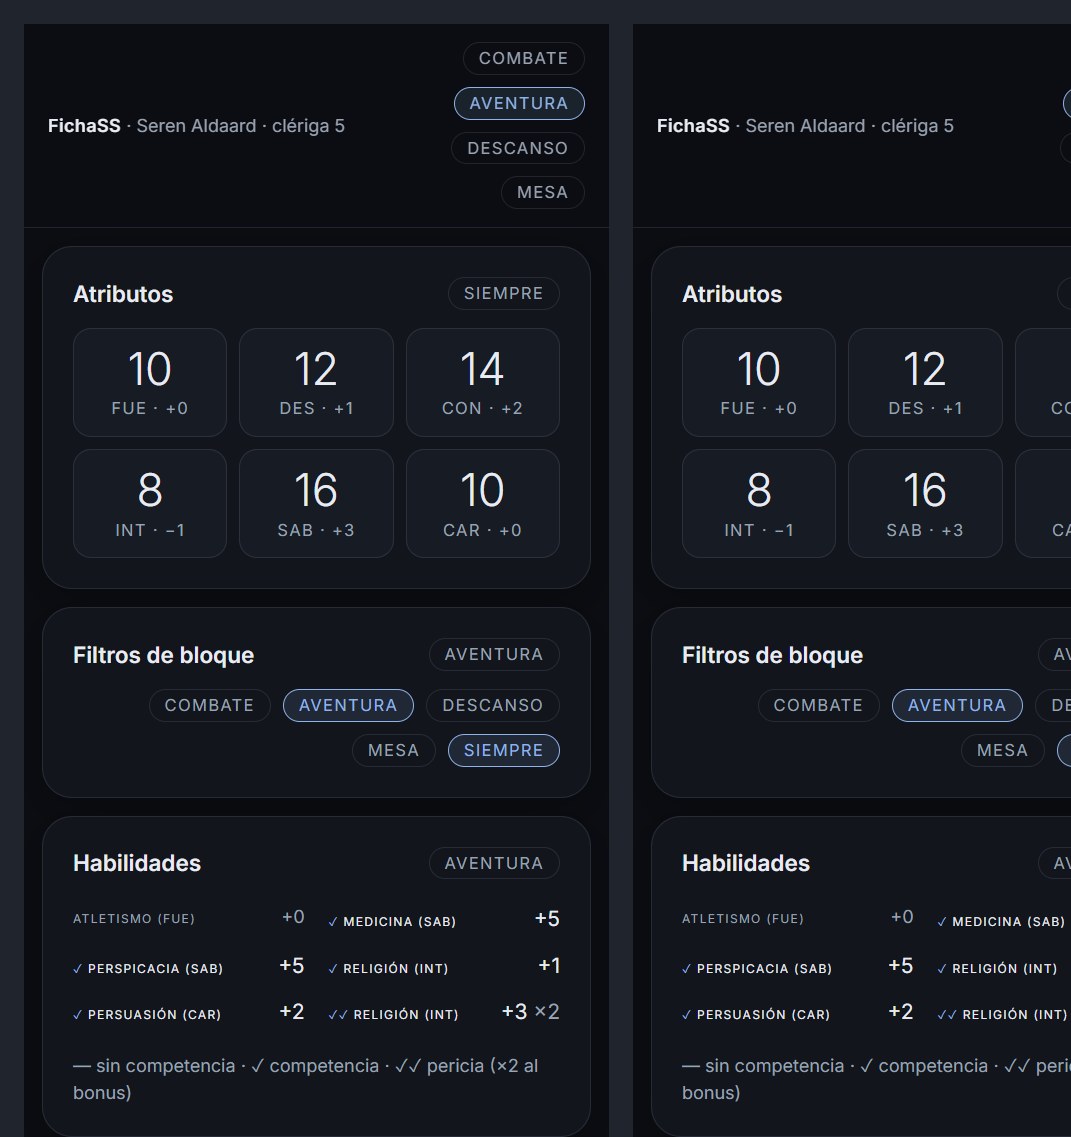 COMBATE
AVENTURA
FichaSS · Seren Aldaard · clériga 5
DESCANSO
MESA
Atributos SIEMPRE
10 12 14
FUE · +0 DES · +1 CON · +2
8 16 10
INT · −1 SAB · +3 CAR · +0
Filtros de bloque AVENTURA
COMBATE AVENTURA DESCANSO
MESA SIEMPRE
Habilidades AVENTURA
ATLETISMO (FUE) +0 ✓ MEDICINA (SAB) +5
✓ PERSPICACIA (SAB) +5 ✓ RELIGIÓN (INT) +1
✓ PERSUASIÓN (CAR) +2 ✓✓ RELIGIÓN (INT) +3 ×2
— sin competencia · ✓ competencia · ✓✓ pericia (×2 al
bonus)
FichaSS · Seren Aldaard · clériga 5
Atributos
10 12
FUE · +0 DES · +1
8 16
INT · −1 SAB · +3
Filtros de bloque
COMBATE AVENTURA
MESA
Habilidades
ATLETISMO (FUE) +0 ✓ MEDICINA (SAB)
✓ PERSPICACIA (SAB) +5 ✓ RELIGIÓN (INT)
✓ PERSUASIÓN (CAR) +2 ✓✓ RELIGIÓN (INT)
— sin competencia · ✓ competencia · ✓✓
bonus)